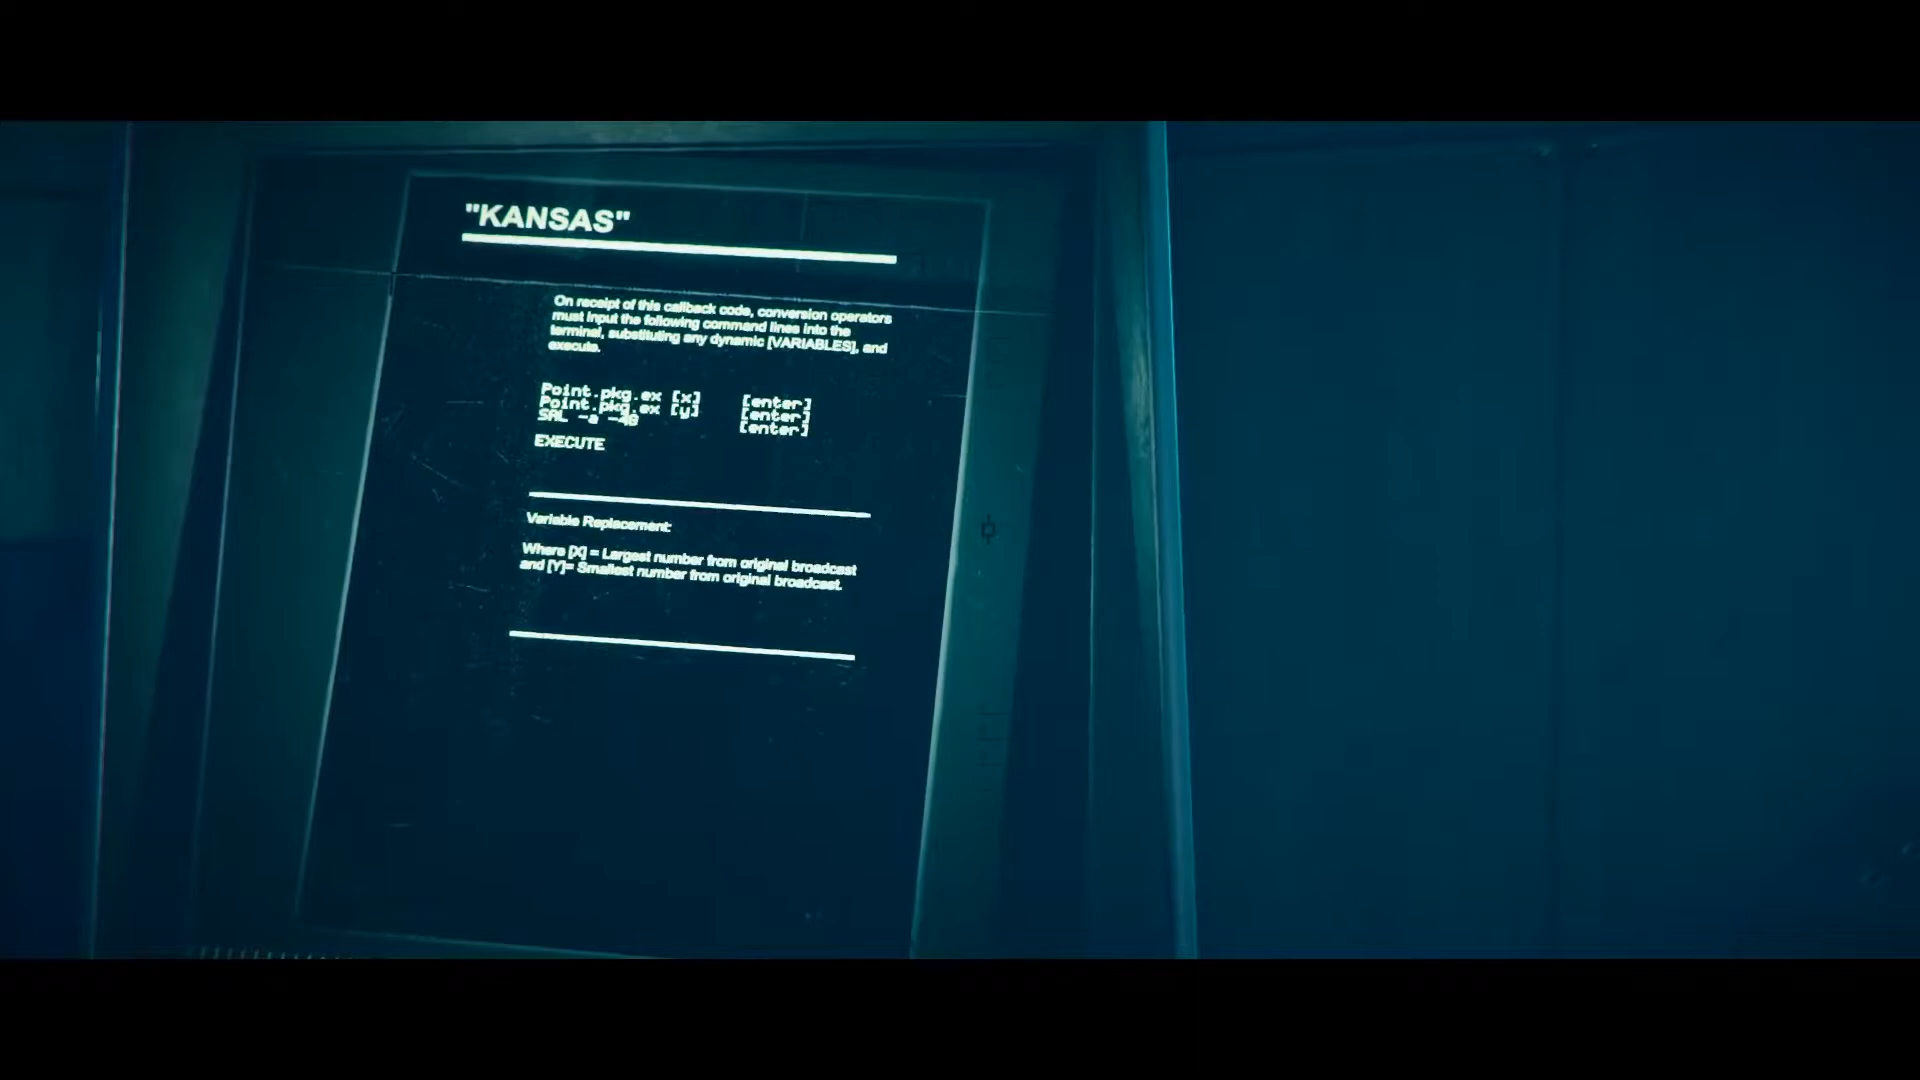 "KANSAS"
On receipt of this callback code, conversion operators
must input the following command lines into the
terminal, substituting any dynamic [VARIABLES], and
execute.
Point.pkg.ex [x] [enter]
Point.pkg.ex [y] [enter]
SAL -a -40 [enter]
EXECUTE
Variable Replacement:
Where [X] = Largest number from original broadcast
and [Y]= Smallest number from original broadcast.